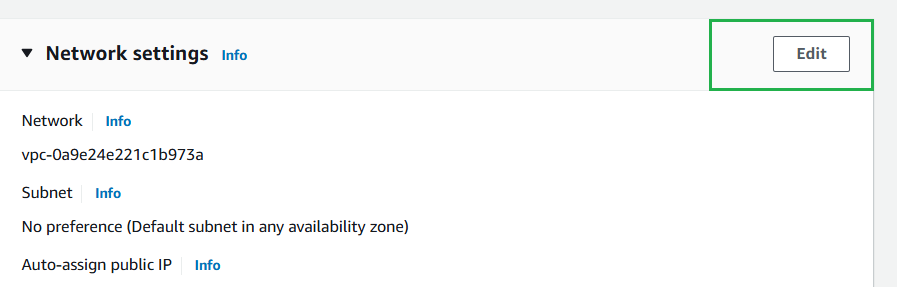 Network settings Info Edit
Network Info
vpc-0a9e24e221c1b973a
Subnet Info
No preference (Default subnet in any availability zone)
Auto-assign public IP Info